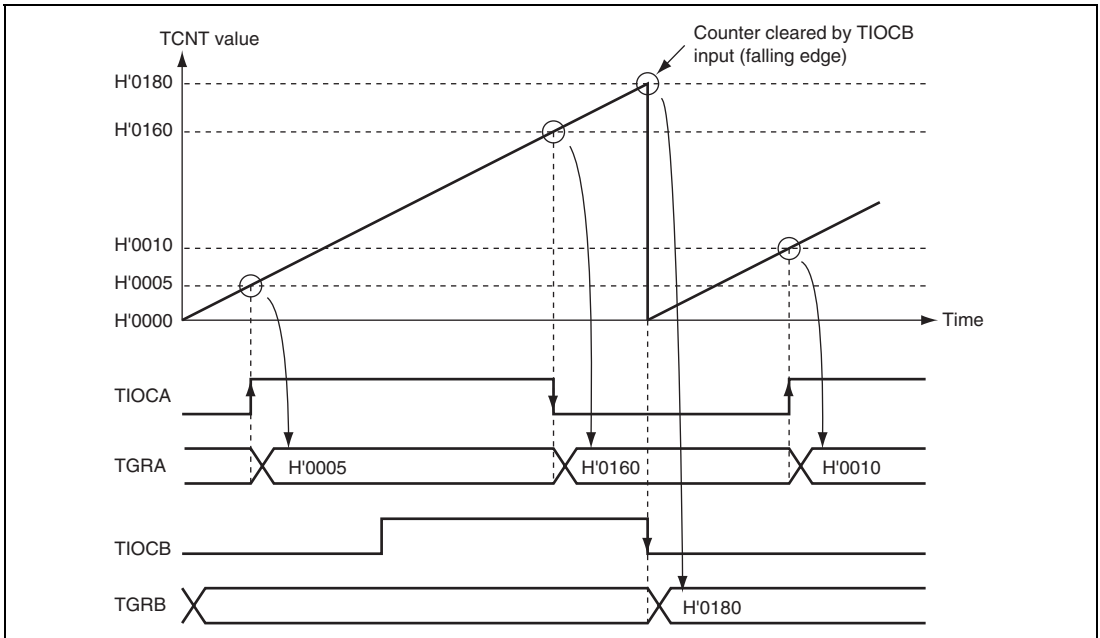 TCNT value
Counter cleared by TIOCB
input (falling edge)
H'0180
H'0160
H'0010
H'0005
H'0000
Time
TIOCA
TGRA
H'0005
H'0160
H'0010
TIOCB
TGRB
H'0180